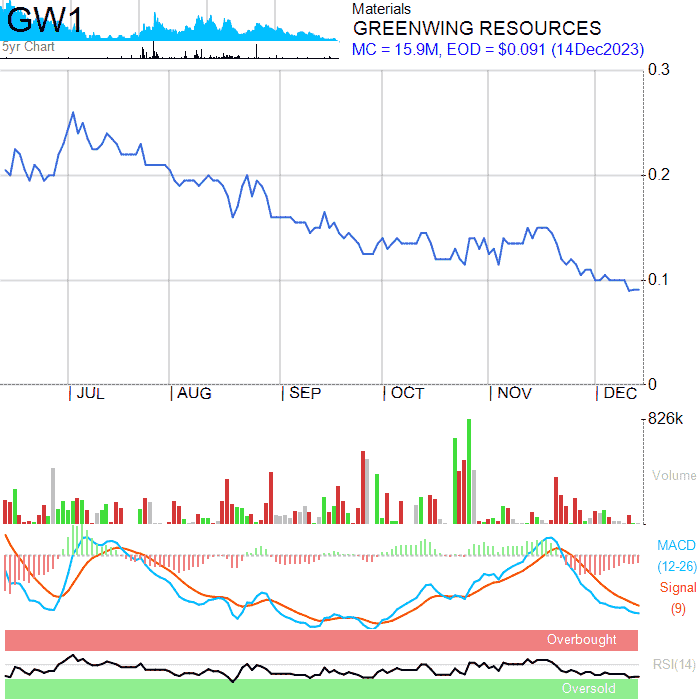 GW1
5yr Chart
Materials
GREENWING RESOURCES
MC = 15.9M, EOD = $0.091 (14Dec2023)
0.3
0.2
0.1
0
JUL AUG SEP OCT NOV DEC
826k
Volume
MACD
(12-26)
Signal
(9)
Overbought
RSI(14)
Oversold